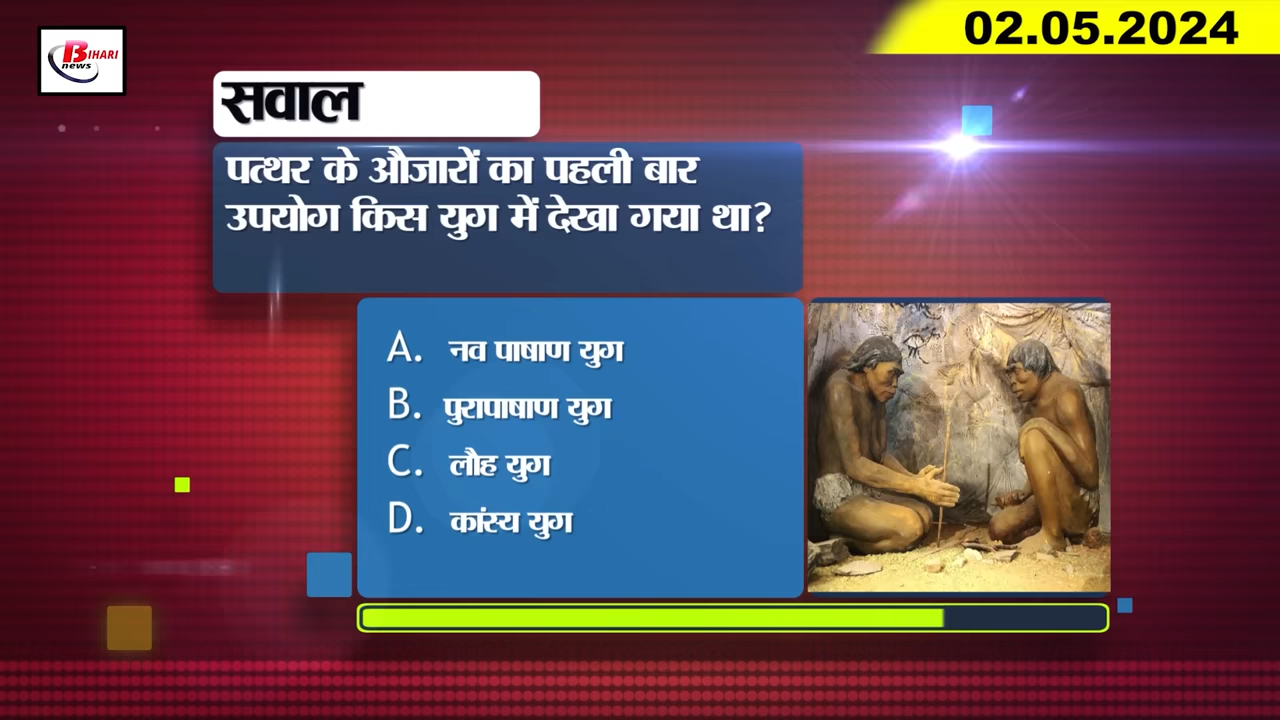 BIHARI
news
02.05.2024
सवाल
पत्थर के औजारों का पहली बार
उपयोग किस युग में देखा गया था?
A. नव पाषाण युग
B. पुरापाषाण युग
C. लौह युग
D. कांस्य युग